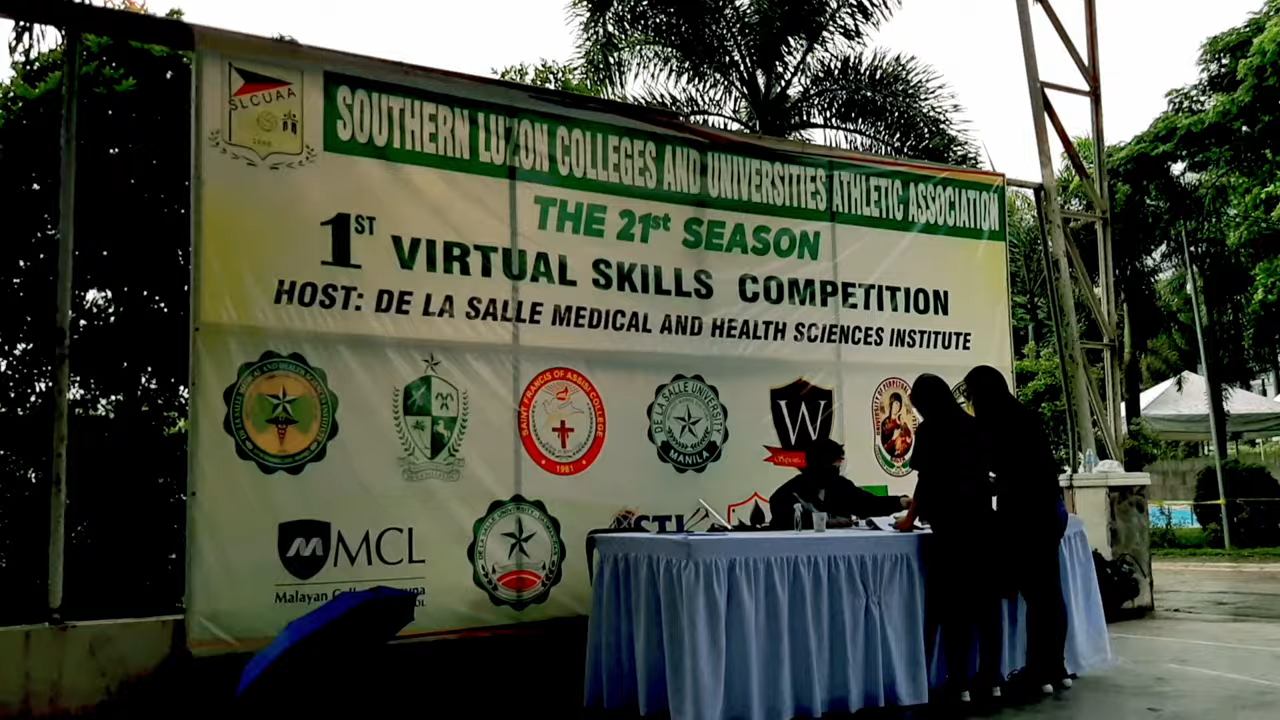 SLCUAA
SOUTHERN LUZON COLLEGES AND UNIVERSITIES ATHLETIC ASSOCIATION
THE 21st SEASON
1ST VIRTUAL SKILLS COMPETITION
HOST: DE LA SALLE MEDICAL AND HEALTH SCIENCES INSTITUTE
SAINT FRANCIS OF ASSISI COLLEGE
1981
DE LA SALLE UNIVERSITY
MANILA
W
STI
MCL
Malayan